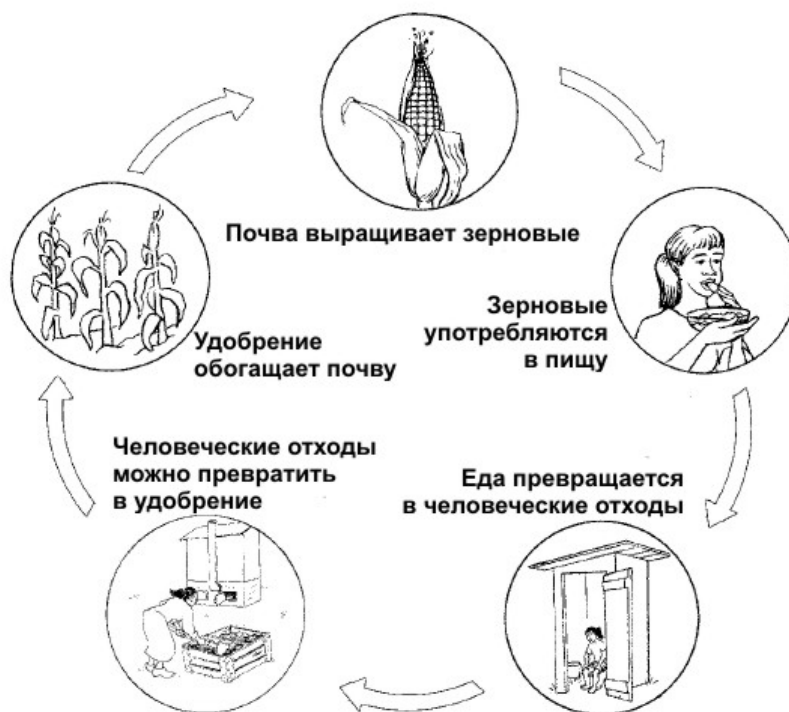 Почва выращивает зерновые
Зерновые
употребляются
в пищу
Еда превращается
в человеческие отходы
Человеческие отходы
можно превратить
в удобрение
Удобрение
обогащает почву